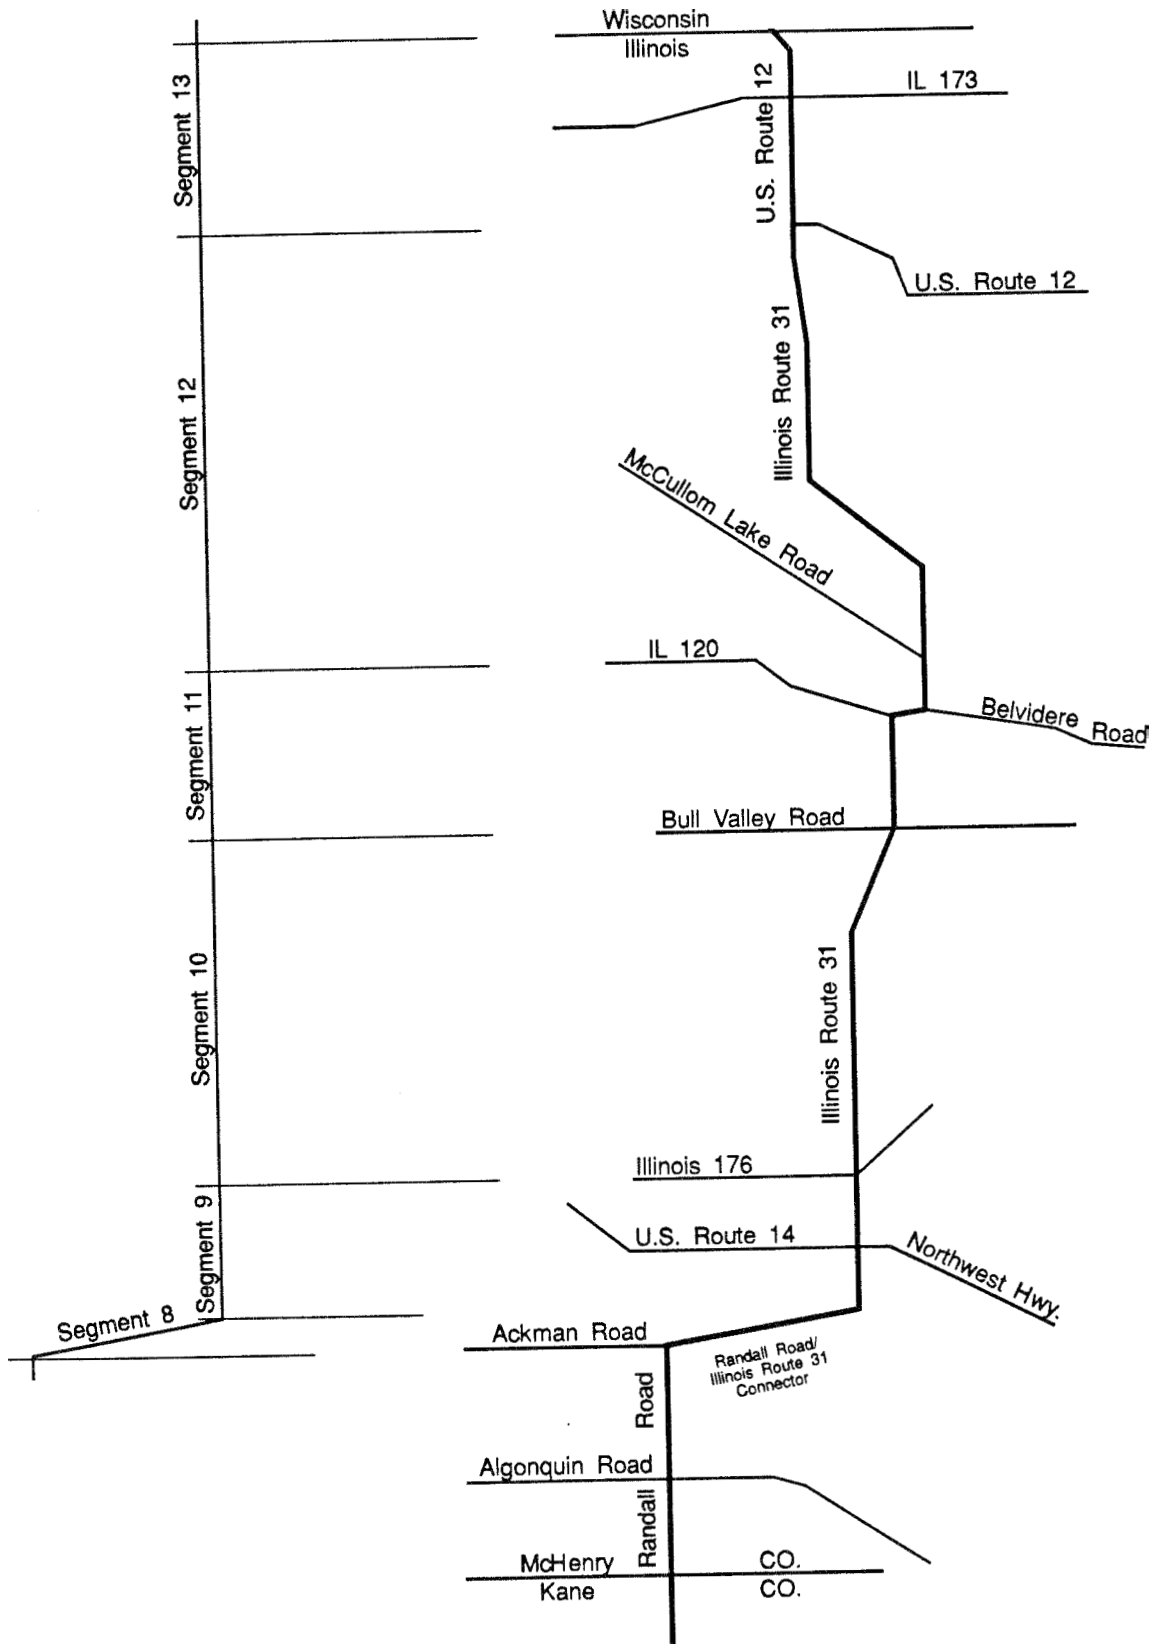 Wisconsin
Illinois
IL 173
U.S. Route 12
Segment 13
U.S. Route 12
Illinois Route 31
Segment 12
McCullom Lake Road
IL 120
Belvidere Road
Segment 11
Bull Valley Road
Segment 10
Illinois Route 31
Illinois 176
Segment 9
U.S. Route 14
Northwest Hwy.
Segment 8
Ackman Road
Randall Road/
Illinois Route 31
Connector
Randall Road
Algonquin Road
McHenry CO.
Kane CO.